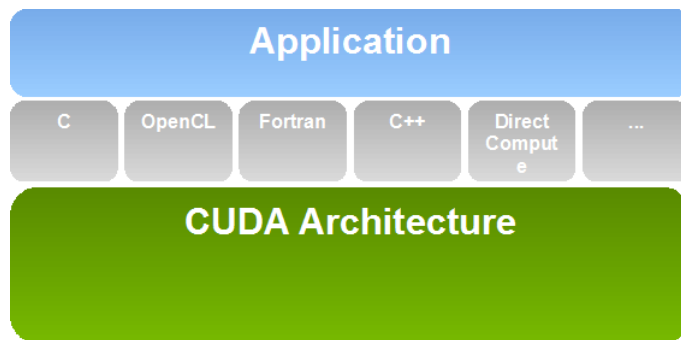 Application
C
OpenCL
Fortran
C++
Direct
Comput
e
...
CUDA Architecture